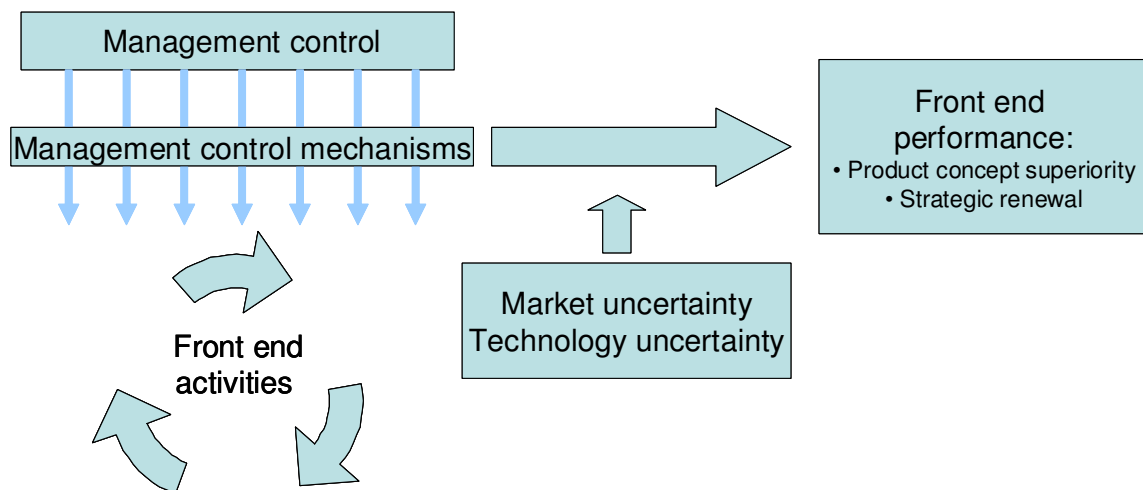 Management control
Management control mechanisms
Front end
performance:
• Product concept superiority
• Strategic renewal
Market uncertainty
Technology uncertainty
Front end
activities